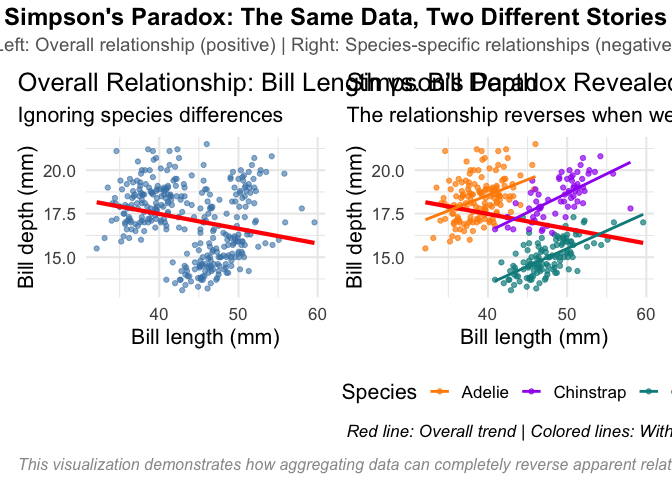 Simpson's Paradox: The Same Data, Two Different Stories
Left: Overall relationship (positive) | Right: Species-specific relationships (negative
Overall Relationship: Bill Length vs. Bill Depth
Simpson's Paradox Revealed
Ignoring species differences
The relationship reverses when we
Bill depth (mm)
20.0
17.5
15.0
40
50
60
Bill length (mm)
Bill depth (mm)
20.0
17.5
15.0
40
50
60
Bill length (mm)
Species
Adelie
Chinstrap
Red line: Overall trend | Colored lines: With
This visualization demonstrates how aggregating data can completely reverse apparent relat